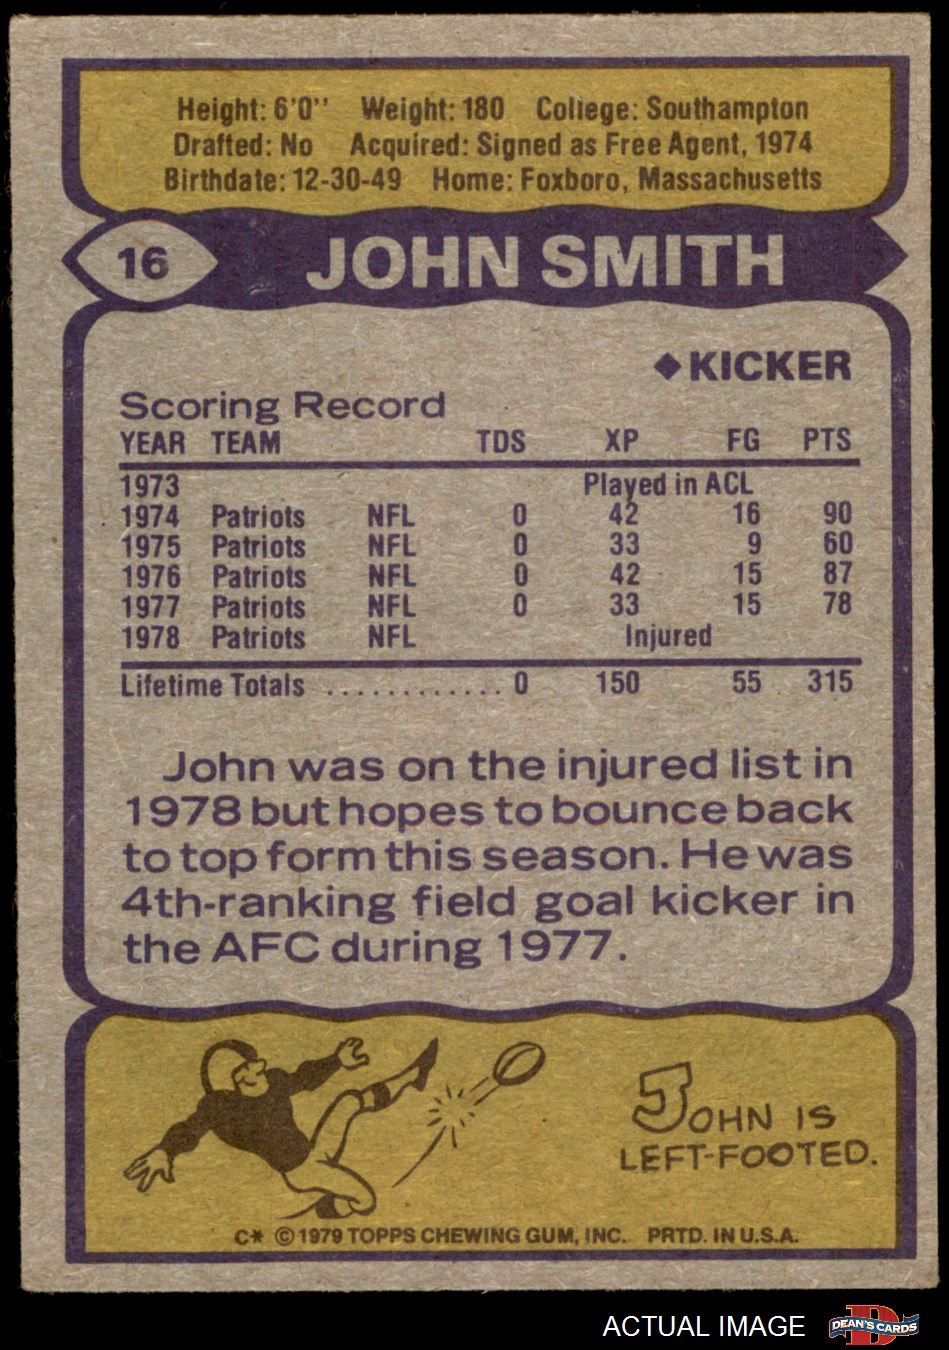 Height: 6'0'' Weight: 180 College: Southampton
Drafted: No Acquired: Signed as Free Agent, 1974
Birthdate: 12-30-49 Home: Foxboro, Massachusetts
16 JOHN SMITH
◆KICKER
Scoring Record
YEAR TEAM TDS XP FG PTS
1973 Played in ACL
1974 Patriots NFL 0 42 16 90
1975 Patriots NFL 0 33 9 60
1976 Patriots NFL 0 42 15 87
1977 Patriots NFL 0 33 15 78
1978 Patriots NFL Injured
Lifetime Totals ............ 0 150 55 315
John was on the injured list in
1978 but hopes to bounce back
to top form this season. He was
4th-ranking field goal kicker in
the AFC during 1977.
JOHN IS
LEFT-FOOTED.
C* © 1979 TOPPS CHEWING GUM, INC. PRTD. IN U.S.A.
ACTUAL IMAGE D DEAN'S CARDS